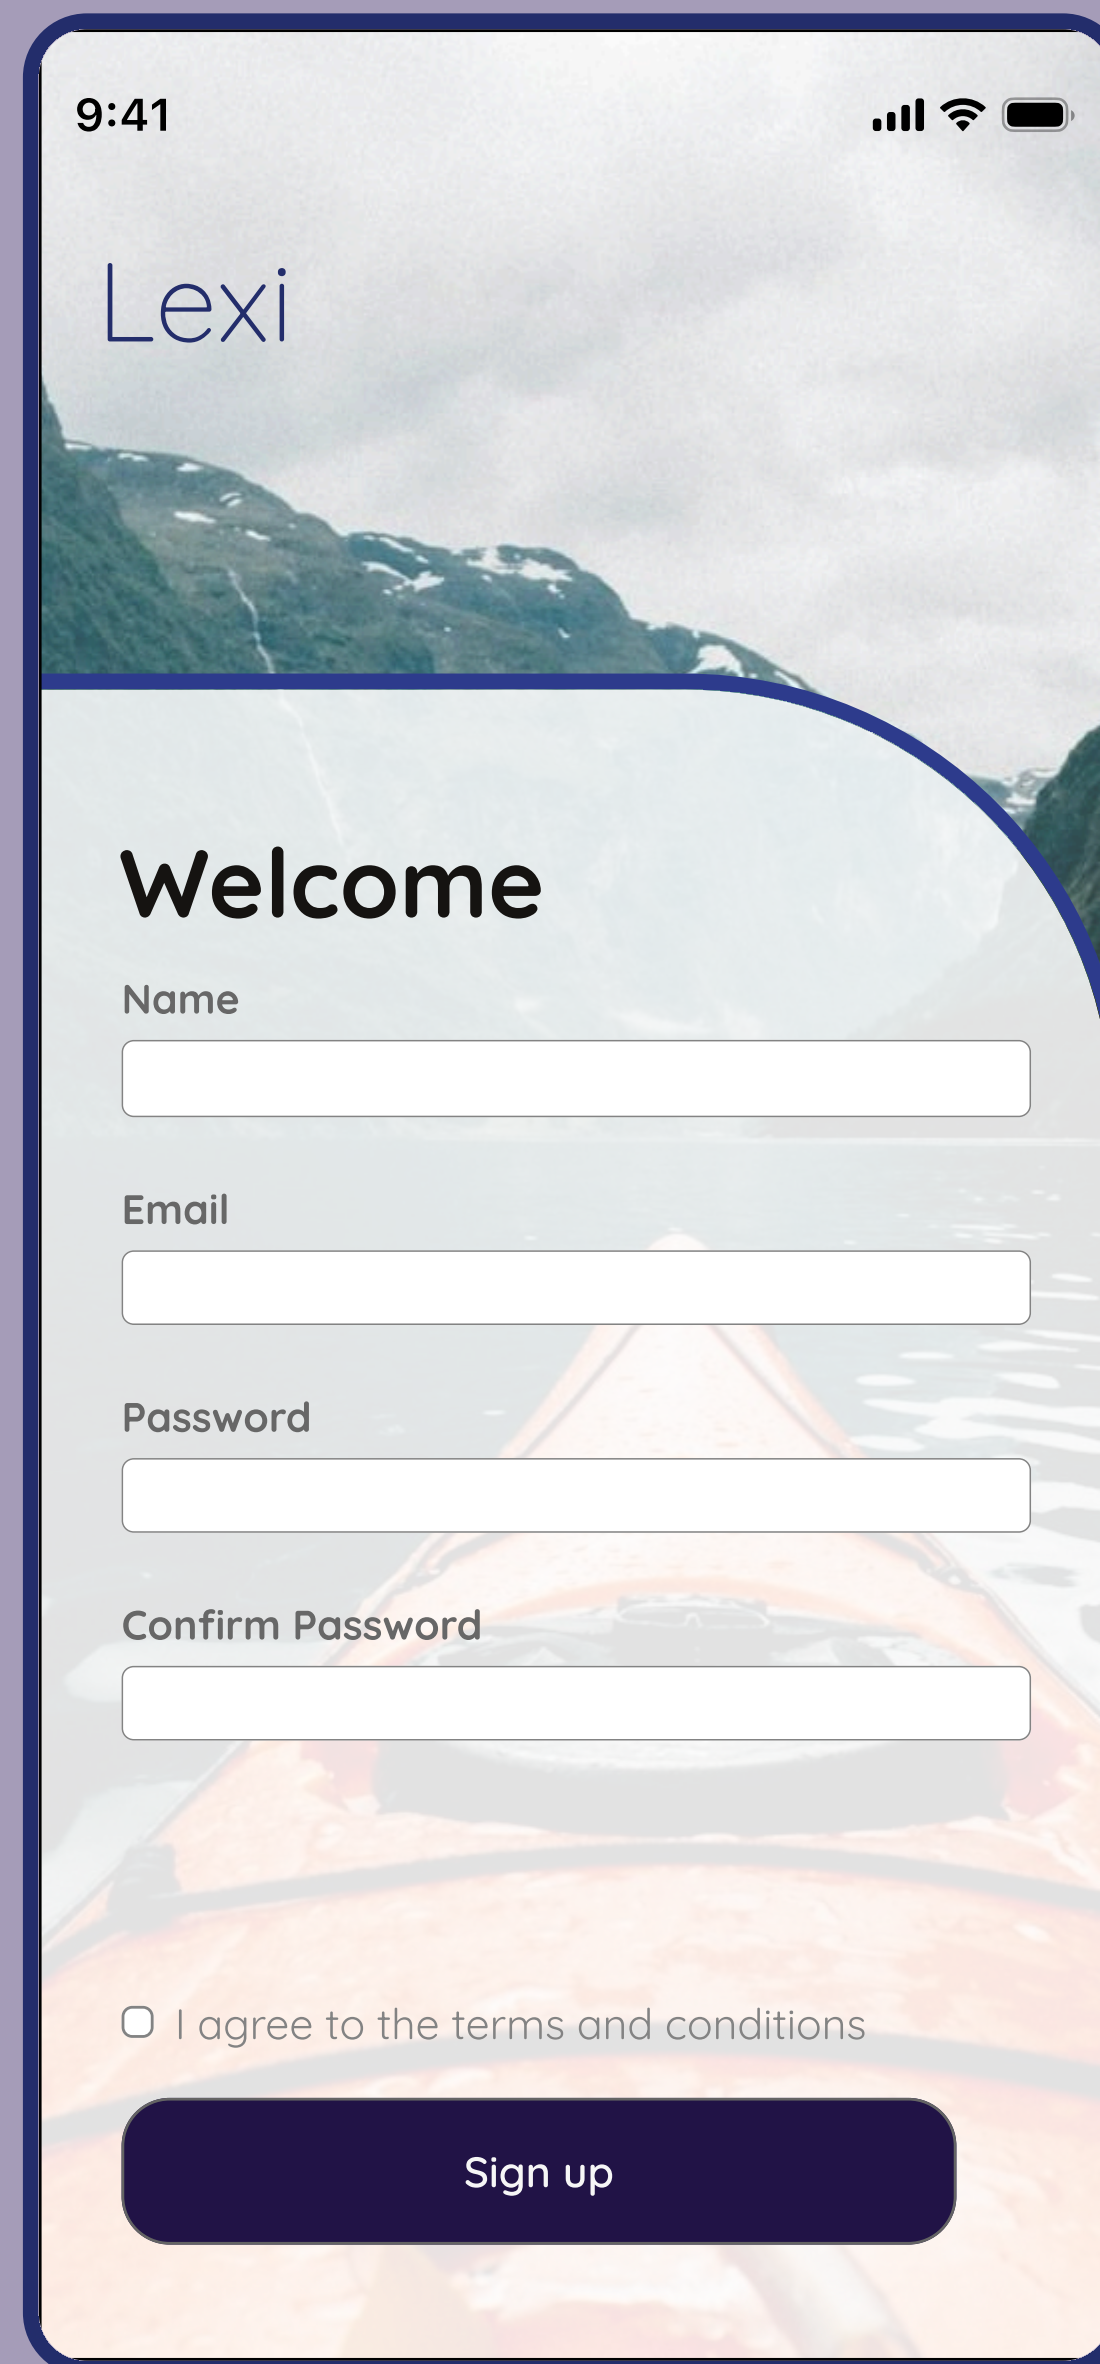 9:41
Lexi
Welcome
Name
Email
Password
Confirm Password
I agree to the terms and conditions
Sign up